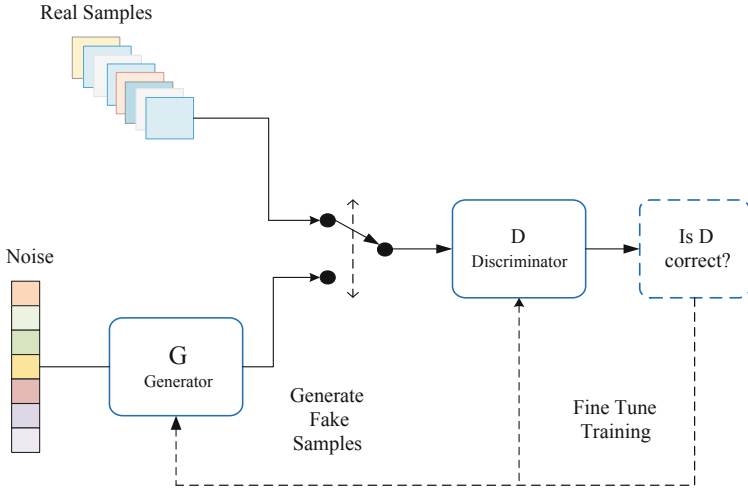 Real Samples
Noise
G
Generator
Generate
Fake
Samples
D
Discriminator
Is D
correct?
Fine Tune
Training